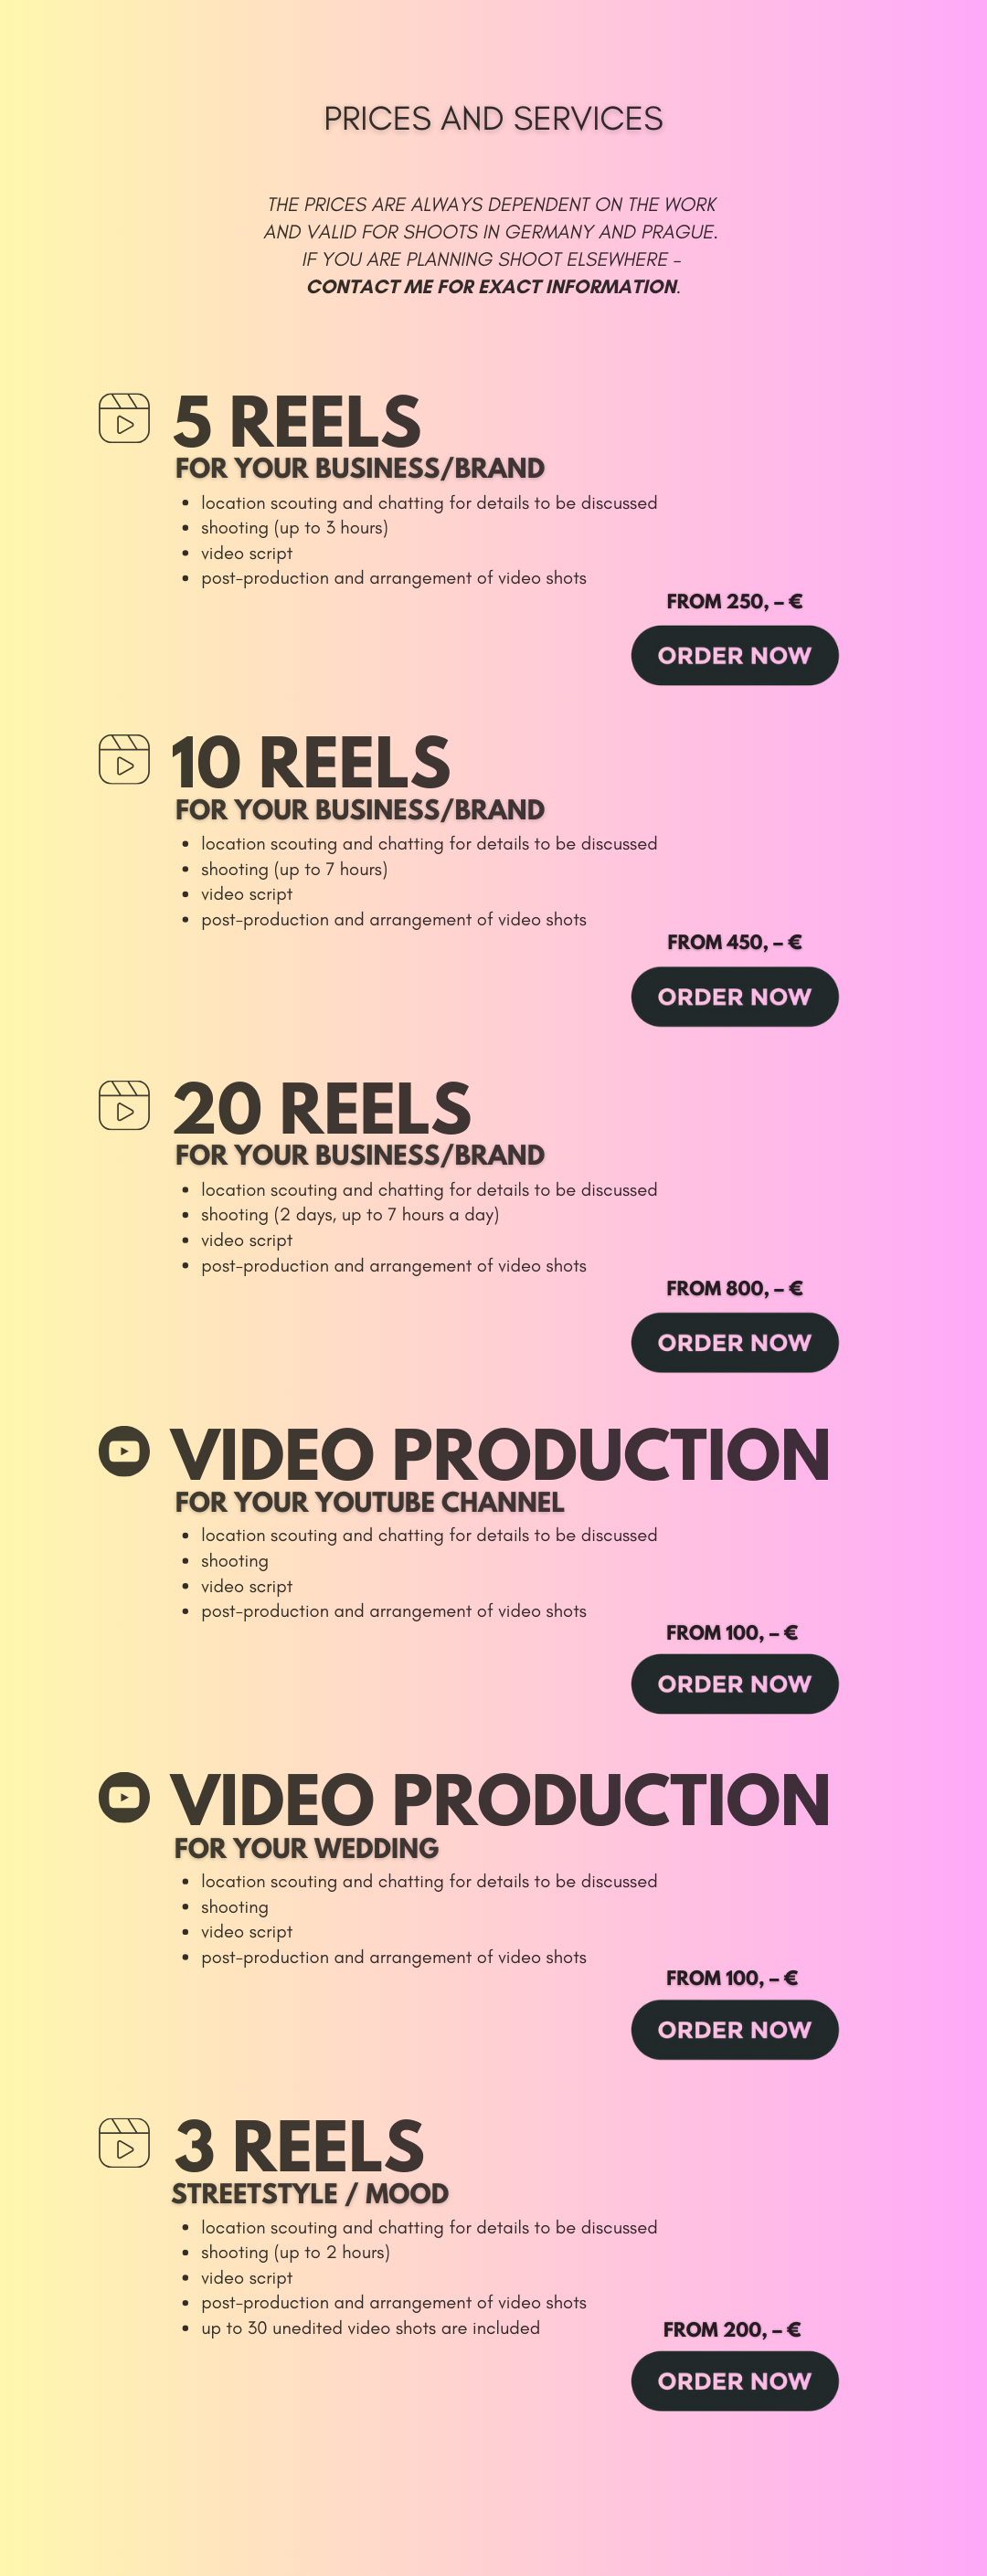 PRICES AND SERVICES
THE PRICES ARE ALWAYS DEPENDENT ON THE WORK
AND VALID FOR SHOOTS IN GERMANY AND PRAGUE.
IF YOU ARE PLANNING SHOOT ELSEWHERE -
CONTACT ME FOR EXACT INFORMATION.
5 REELS
FOR YOUR BUSINESS/BRAND
• location scouting and chatting for details to be discussed
• shooting (up to 3 hours)
• video script
• post-production and arrangement of video shots
FROM 250, – €
ORDER NOW
10 REELS
FOR YOUR BUSINESS/BRAND
• location scouting and chatting for details to be discussed
• shooting (up to 7 hours)
• video script
• post-production and arrangement of video shots
FROM 450, – €
ORDER NOW
20 REELS
FOR YOUR BUSINESS/BRAND
• location scouting and chatting for details to be discussed
• shooting (2 days, up to 7 hours a day)
• video script
• post-production and arrangement of video shots
FROM 800, – €
ORDER NOW
VIDEO PRODUCTION
FOR YOUR YOUTUBE CHANNEL
• location scouting and chatting for details to be discussed
• shooting
• video script
• post-production and arrangement of video shots
FROM 100, – €
ORDER NOW
VIDEO PRODUCTION
FOR YOUR WEDDING
• location scouting and chatting for details to be discussed
• shooting
• video script
• post-production and arrangement of video shots
FROM 100, – €
ORDER NOW
3 REELS
STREETSTYLE / MOOD
• location scouting and chatting for details to be discussed
• shooting (up to 2 hours)
• video script
• post-production and arrangement of video shots
• up to 30 unedited video shots are included
FROM 200, – €
ORDER NOW